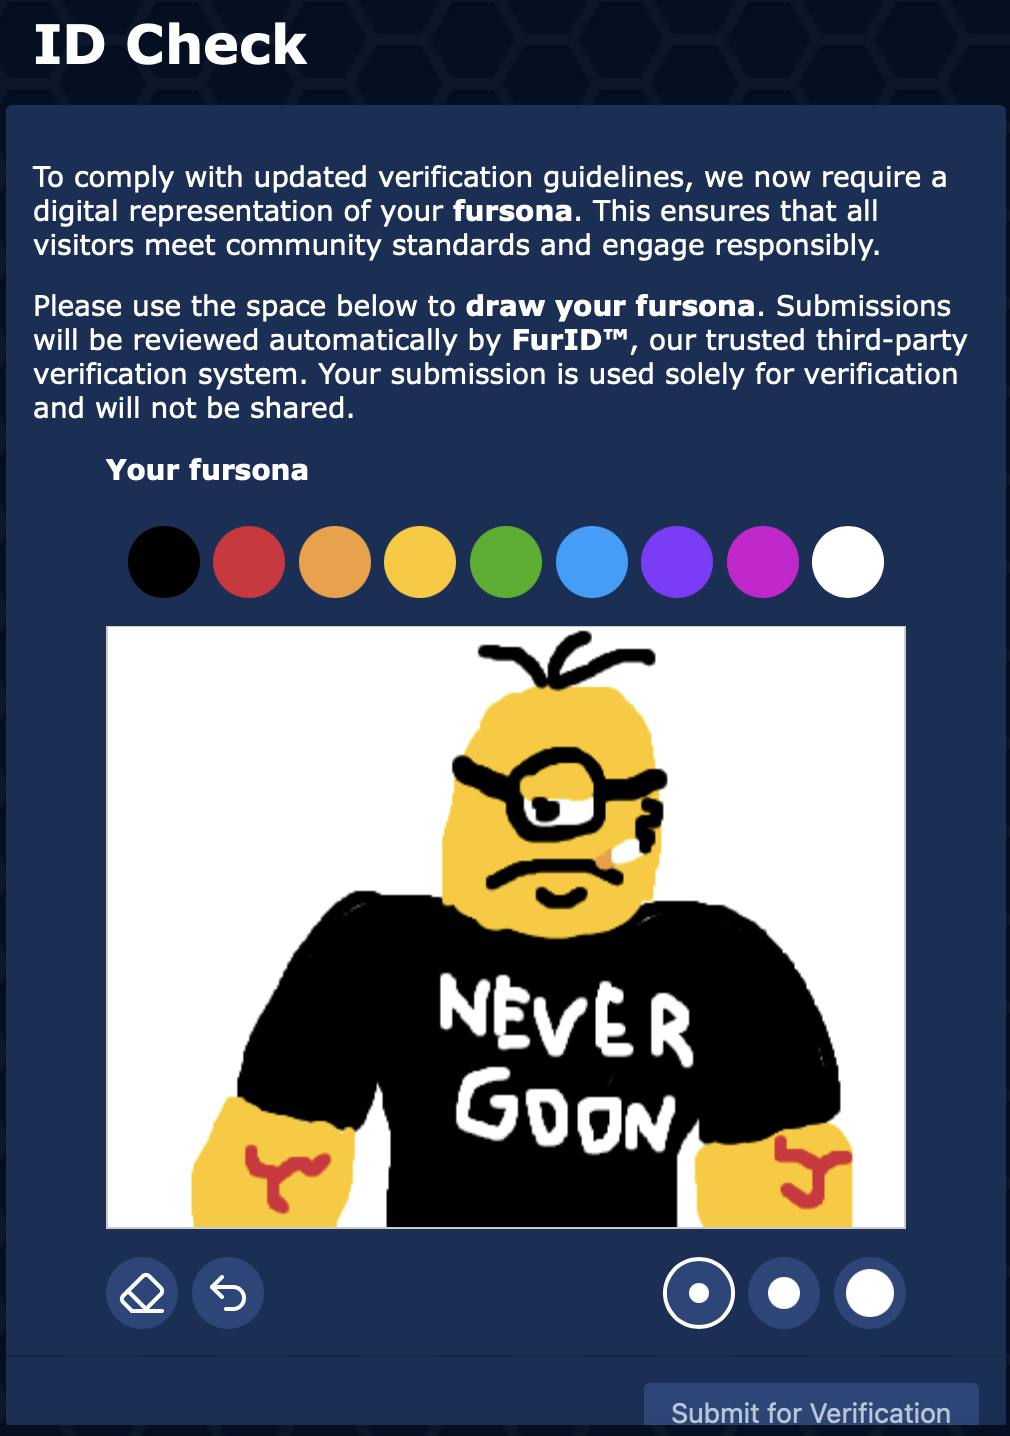 ID Check
To comply with updated verification guidelines, we now require a
digital representation of your fursona. This ensures that all
visitors meet community standards and engage responsibly.
Please use the space below to draw your fursona. Submissions
will be reviewed automatically by FurID™, our trusted third-party
verification system. Your submission is used solely for verification
and will not be shared.
Your fursona
NEVER
GOON
Submit for Verification